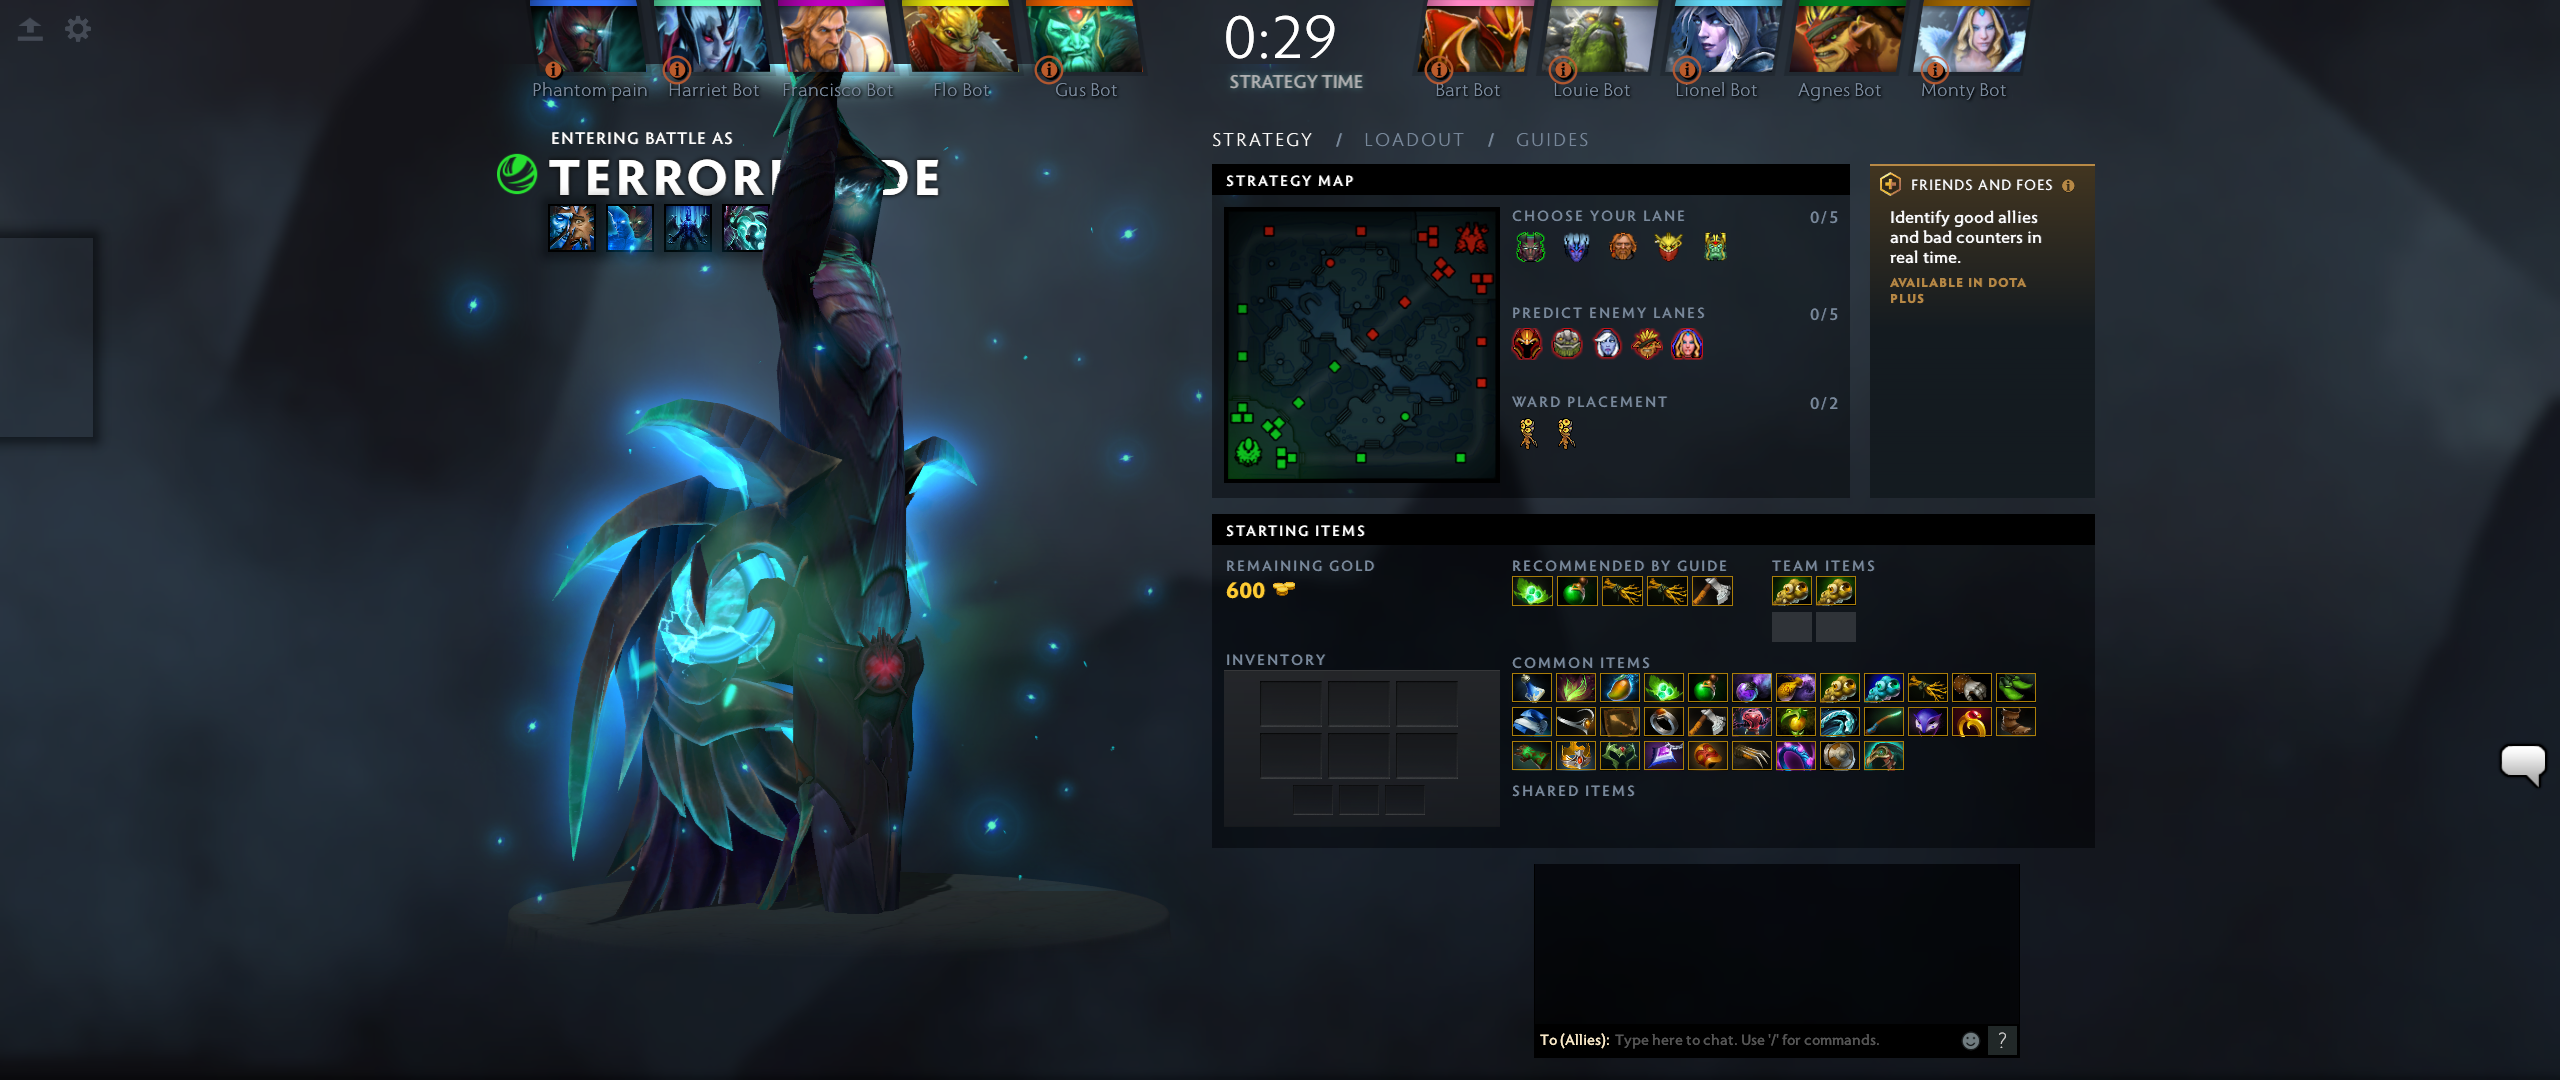 Phantom pain
Harriet Bot
Francisco Bot
Flo Bot
Gus Bot
0:29
STRATEGY TIME
Bart Bot
Louie Bot
Lionel Bot
Agnes Bot
Monty Bot
ENTERING BATTLE AS
STRATEGY / LOADOUT / GUIDES
STRATEGY MAP
CHOOSE YOUR LANE 0/5
PREDICT ENEMY LANES 0/5
WARD PLACEMENT 0/2
FRIENDS AND FOES
Identify good allies
and bad counters in
real time.
AVAILABLE IN DOTA
PLUS
STARTING ITEMS
REMAINING GOLD
600
RECOMMENDED BY GUIDE
TEAM ITEMS
INVENTORY
COMMON ITEMS
SHARED ITEMS
To (Allies): Type here to chat. Use '/' for commands.
?